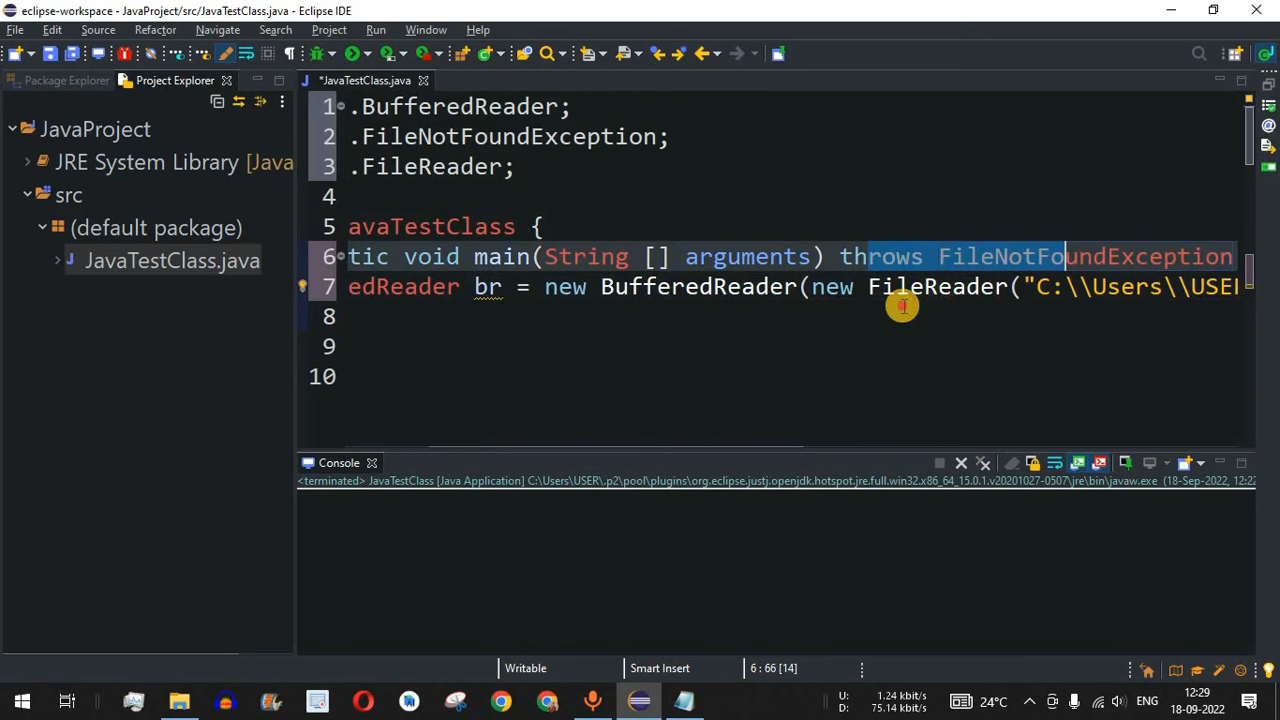 eclipse-workspace - JavaProject/src/JavaTestClass.java - Eclipse IDE
File Edit Source Refactor Navigate Search Project Run Window Help
Package Explorer Project Explorer
*JavaTestClass.java
JavaProject
JRE System Library [Java
src
(default package)
JavaTestClass.java
1 .BufferedReader;
2 .FileNotFoundException;
3 .FileReader;
4
5 avaTestClass {
6 tic void main(String [] arguments) throws FileNotFoundException
7 edReader br = new BufferedReader(new FileReader("C:\\Users\\USER
8
9
10
Console
<terminated> JavaTestClass [Java Application] C:\Users\USER\.p2\pool\plugins\org.eclipse.justj.openjdk.hotspot.jre.full.win32.x86_64_15.0.1.v20201027-0507\jre\bin\javaw.exe (18-Sep-2022, 12:22
Writable Smart Insert 6 : 66 [14]
U: 1.24 kbit/s
D: 75.14 kbit/s
24°C
ENG
12:29
18-09-2022